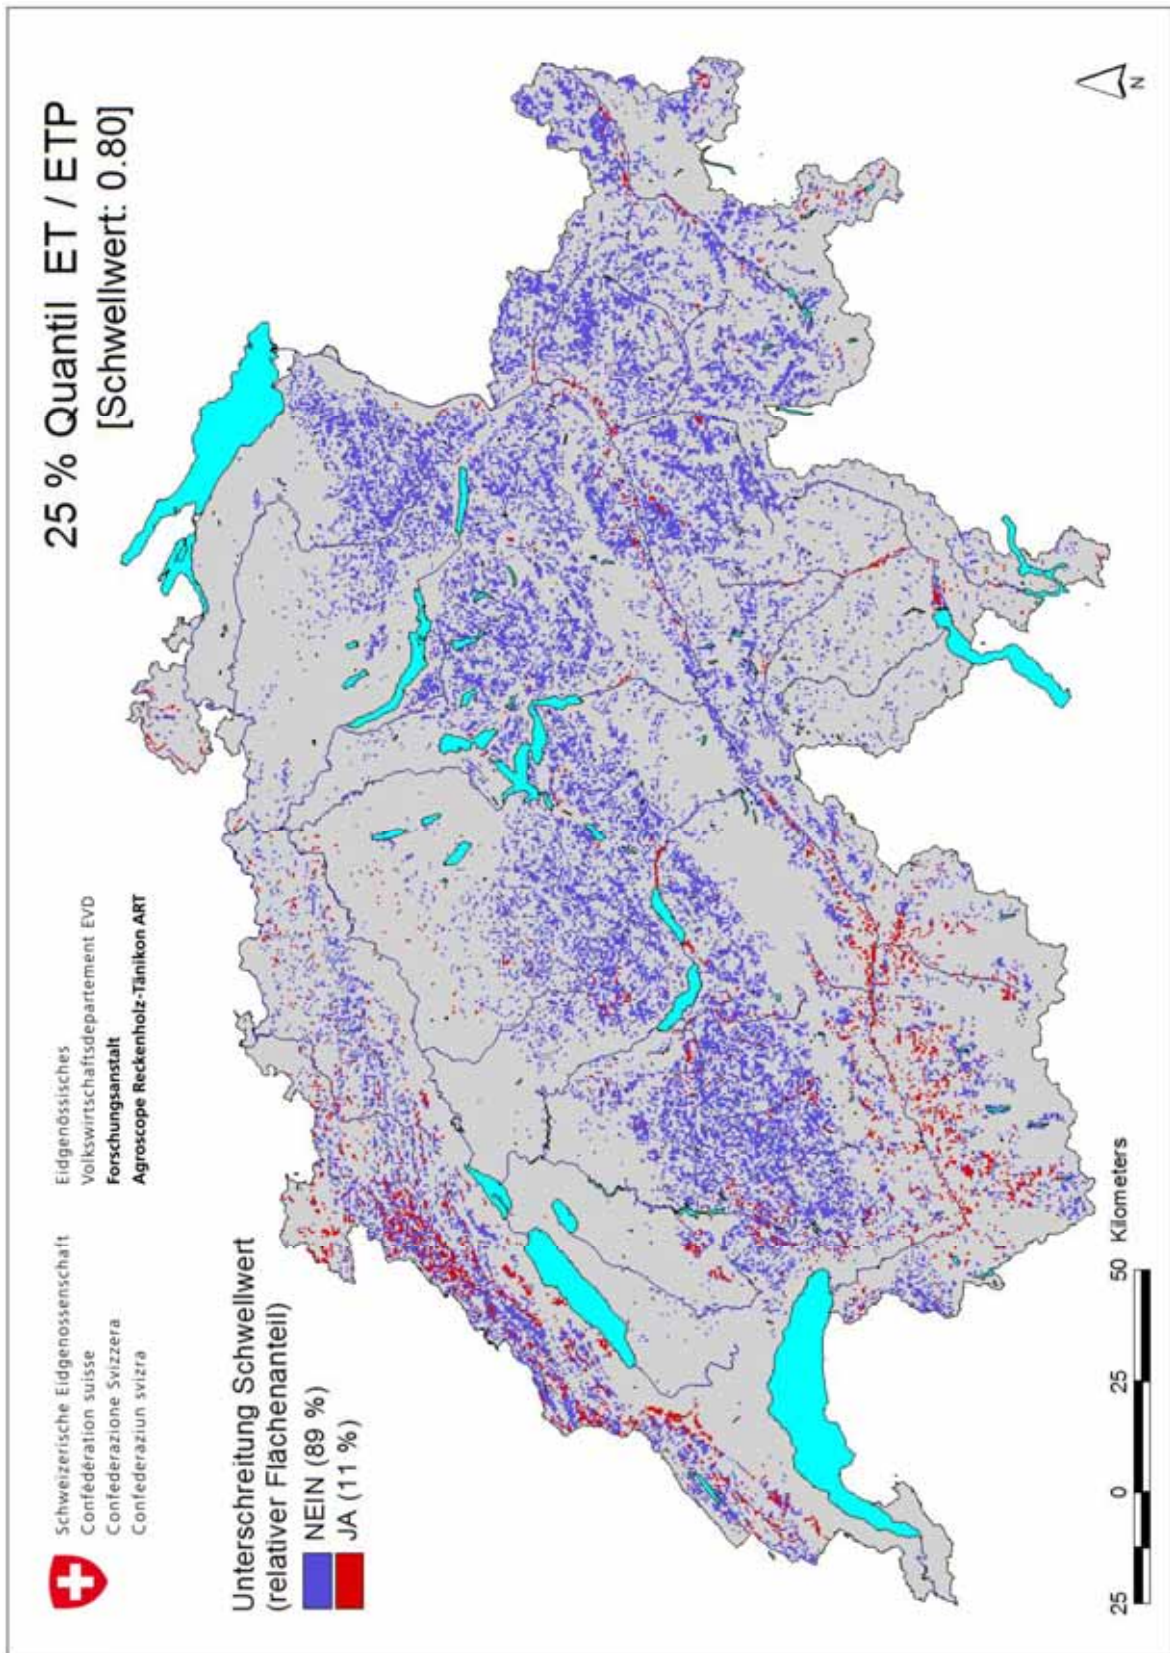 Schweizerische Eidgenossenschaft
Confédération suisse
Confederazione Svizzera
Confederaziun svizra
Eidgenössisches
Volkswirtschaftsdepartement EVD
Forschungsanstalt
Agroscope Reckenholz-Tänikon ART
25 % Quantil ET / ETP
[Schwellwert: 0.80]
Unterschreitung Schwellwert
(relativer Flächenanteil)
NEIN (89 %)
JA (11 %)
25 0 25 50 Kilometers
N